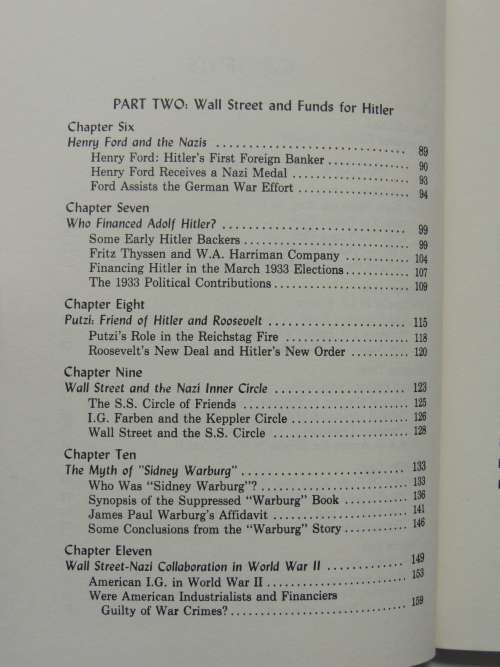 PART TWO: Wall Street and Funds for Hitler
Chapter Six
Henry Ford and the Nazis .............................. 89
Henry Ford: Hitler's First Foreign Banker ............. 90
Henry Ford Receives a Nazi Medal .................... 93
Ford Assists the German War Effort .................. 94
Chapter Seven
Who Financed Adolf Hitler? ............................ 99
Some Early Hitler Backers ........................... 99
Fritz Thyssen and W.A. Harriman Company ........... 104
Financing Hitler in the March 1933 Elections .......... 107
The 1933 Political Contributions ..................... 109
Chapter Eight
Putzi: Friend of Hitler and Roosevelt ..................... 115
Putzi's Role in the Reichstag Fire .................... 118
Roosevelt's New Deal and Hitler's New Order ......... 120
Chapter Nine
Wall Street and the Nazi Inner Circle .................... 123
The S.S. Circle of Friends ........................... 125
I.G. Farben and the Keppler Circle ................... 126
Wall Street and the S.S. Circle ...................... 128
Chapter Ten
The Myth of "Sidney Warburg" ......................... 133
Who Was "Sidney Warburg"? ......................... 133
Synopsis of the Suppressed "Warburg" Book .......... 136
James Paul Warburg's Affidavit ...................... 141
Some Conclusions from the "Warburg" Story .......... 146
Chapter Eleven
Wall Street-Nazi Collaboration in World War II ............ 149
American I.G. in World War II ....................... 153
Were American Industrialists and Financiers
Guilty of War Crimes? ............................. 159